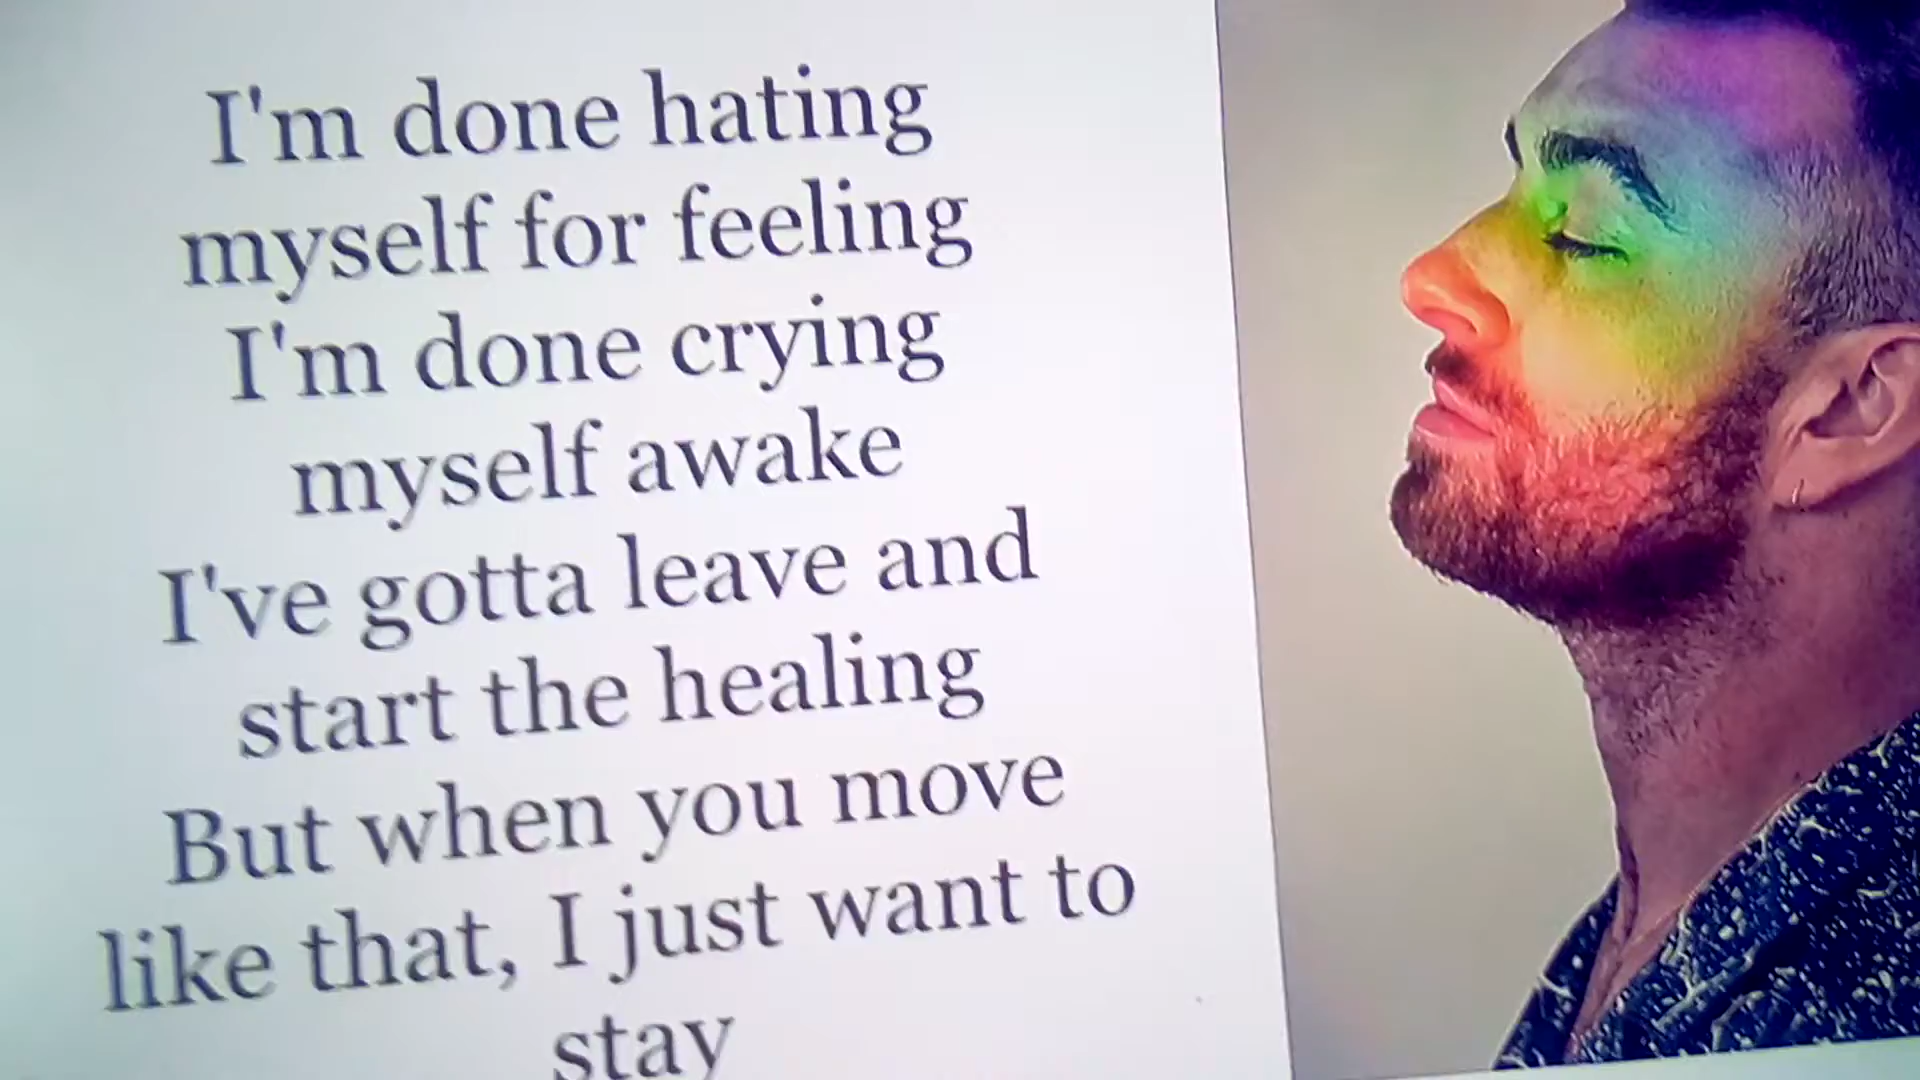 I'm done hating
myself for feeling
I'm done crying
myself awake
I've gotta leave and
start the healing
But when you move
like that, I just want to
stay